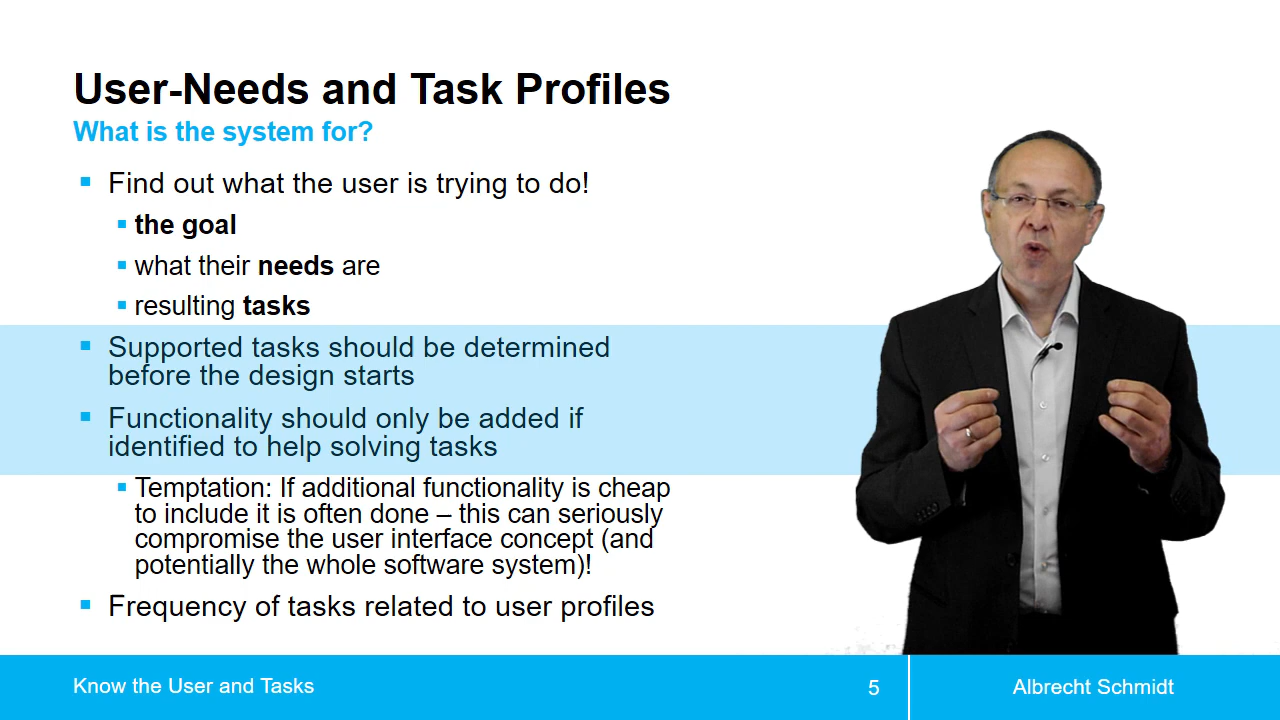 User-Needs and Task Profiles
What is the system for?
Find out what the user is trying to do!
the goal
what their needs are
resulting tasks
Supported tasks should be determined
before the design starts
Functionality should only be added if
identified to help solving tasks
Temptation: If additional functionality is cheap
to include it is often done – this can seriously
compromise the user interface concept (and
potentially the whole software system)!
Frequency of tasks related to user profiles
Know the User and Tasks
5
Albrecht Schmidt